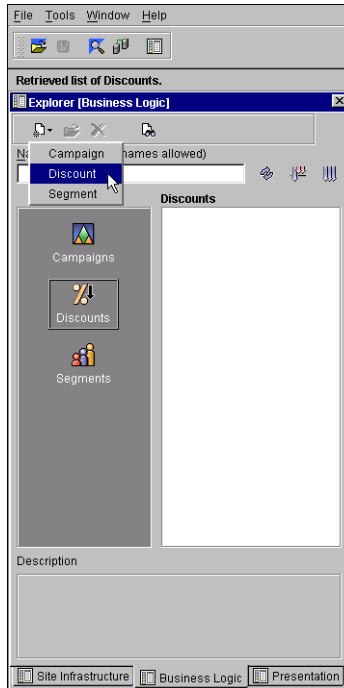 File Tools Window Help
Retrieved list of Discounts.
Explorer [Business Logic]
Campaign
names allowed)
Discount
Segment
Discounts
Campaigns
Discounts
Segments
Description
Site Infrastructure Business Logic Presentation